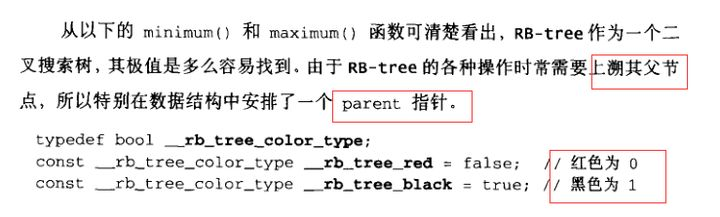 从以下的 minimum() 和 maximum() 函数可清楚看出，RB-tree 作为一个二
叉搜索树，其极值是多么容易找到。由于 RB-tree 的各种操作时常需要上溯其父节
点，所以特别在数据结构中安排了一个 parent 指针。
typedef bool __rb_tree_color_type;
const __rb_tree_color_type __rb_tree_red = false;   // 红色为 0
const __rb_tree_color_type __rb_tree_black = true; // 黑色为 1